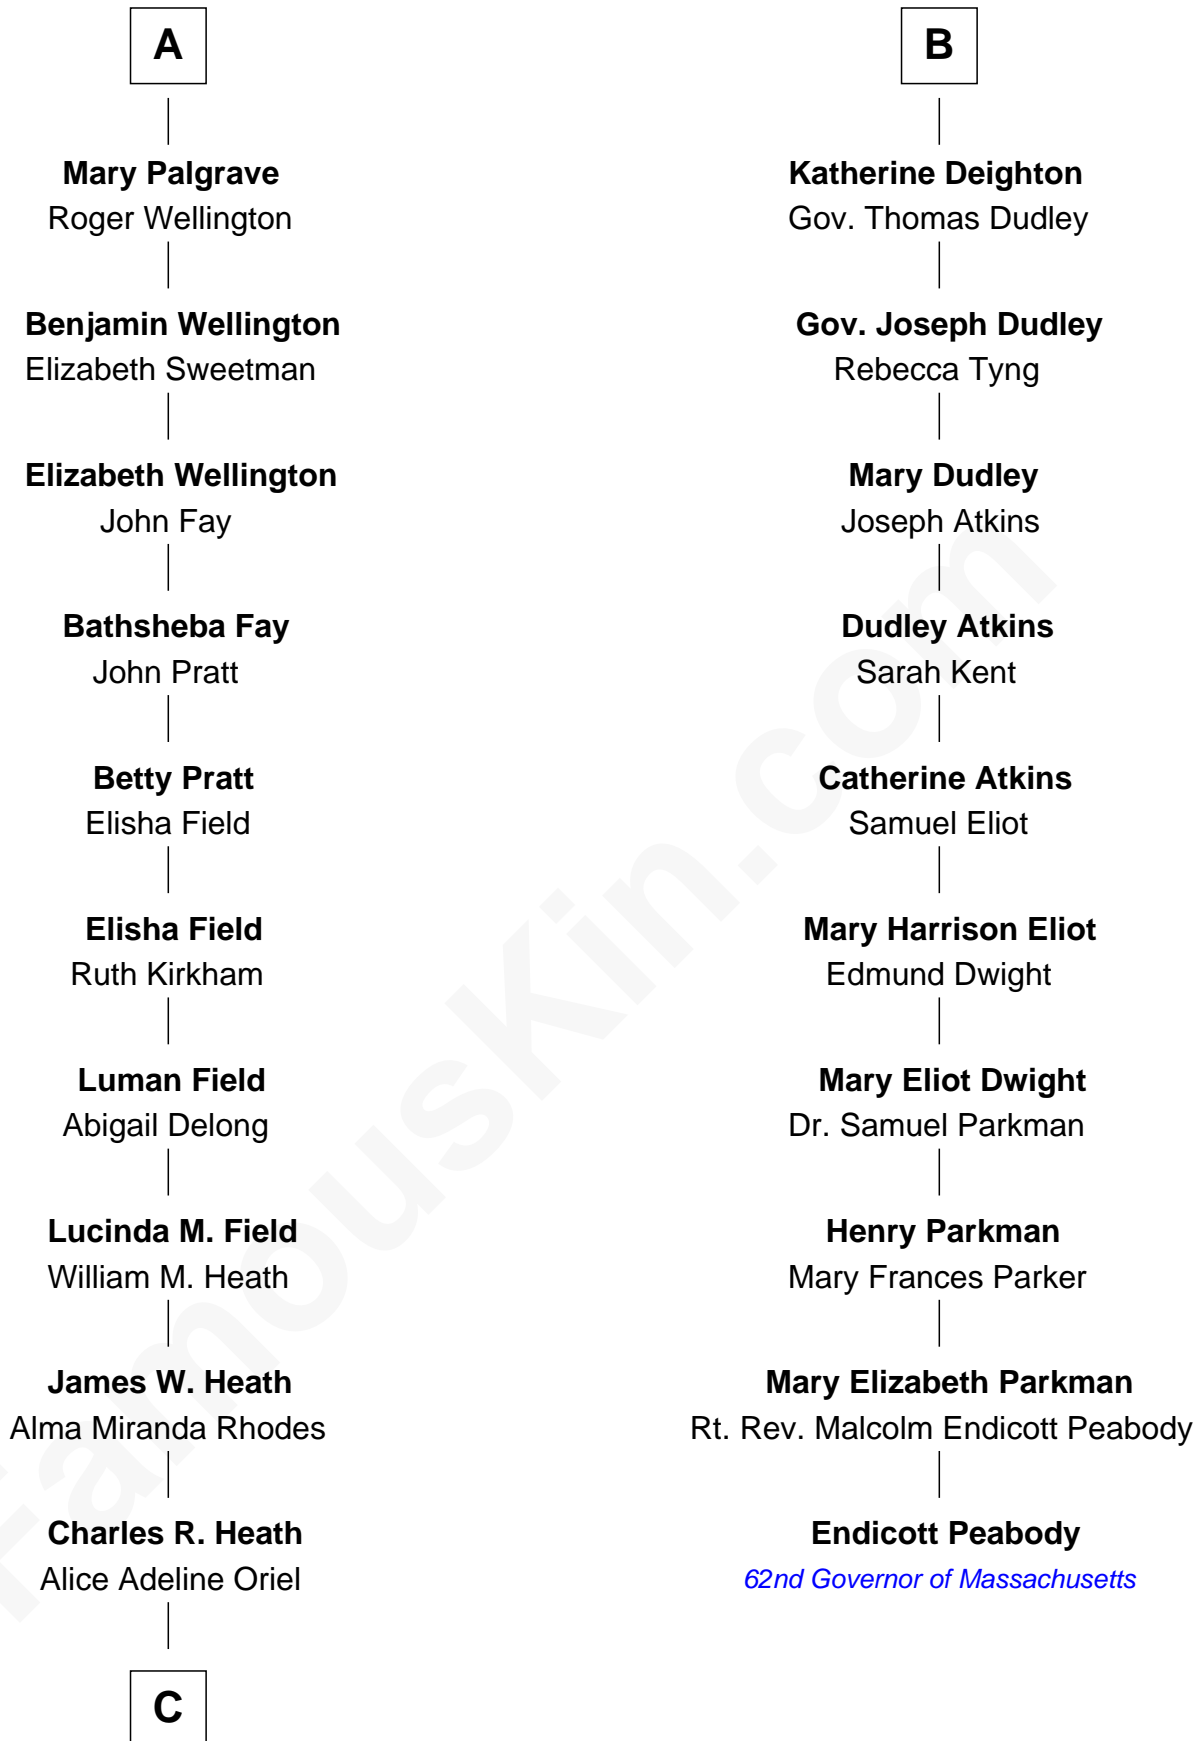 A
Mary Palgrave
Roger Wellington
Benjamin Wellington
Elizabeth Sweetman
Elizabeth Wellington
John Fay
Bathsheba Fay
John Pratt
Betty Pratt
Elisha Field
Elisha Field
Ruth Kirkham
Luman Field
Abigail Delong
Lucinda M. Field
William M. Heath
James W. Heath
Alma Miranda Rhodes
Charles R. Heath
Alice Adeline Oriel
C
B
Katherine Deighton
Gov. Thomas Dudley
Gov. Joseph Dudley
Rebecca Tyng
Mary Dudley
Joseph Atkins
Dudley Atkins
Sarah Kent
Catherine Atkins
Samuel Eliot
Mary Harrison Eliot
Edmund Dwight
Mary Eliot Dwight
Dr. Samuel Parkman
Henry Parkman
Mary Frances Parker
Mary Elizabeth Parkman
Rt. Rev. Malcolm Endicott Peabody
Endicott Peabody
62nd Governor of Massachusetts
FamousKin.com